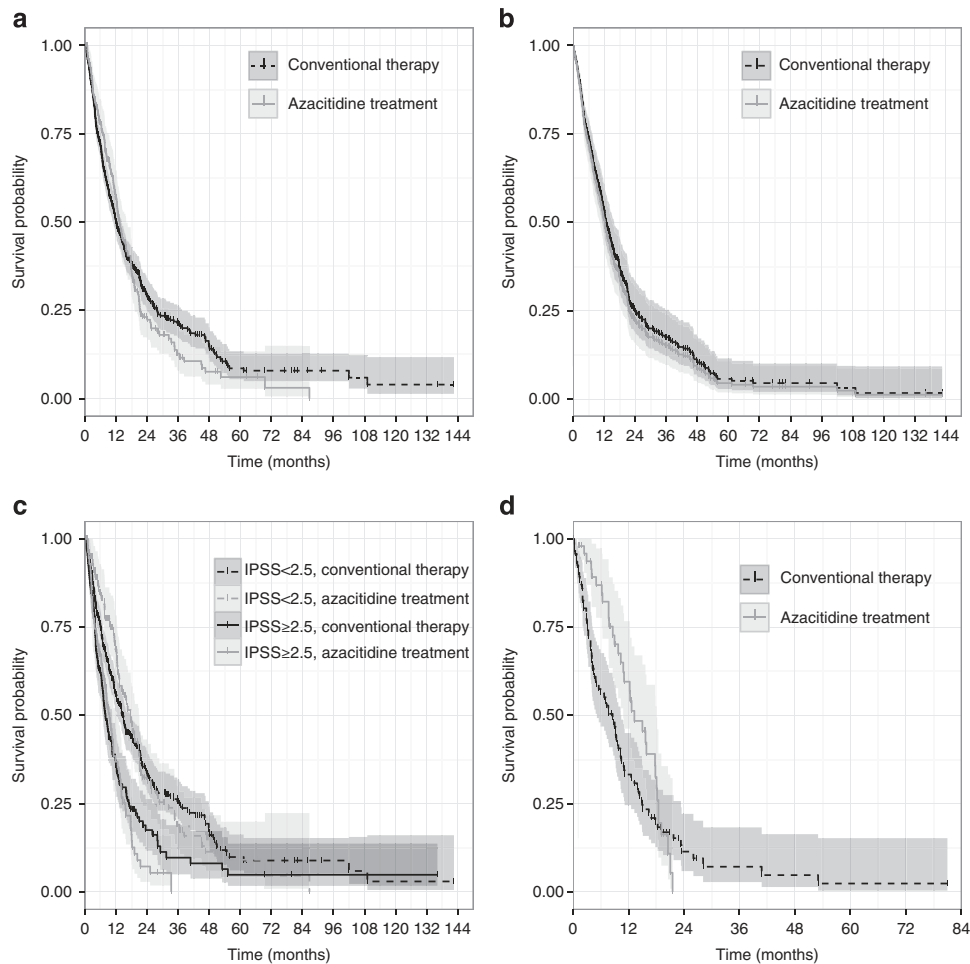 a
1.00
0.75
0.50
0.25
0.00
Survival probability
Conventional therapy
Azacitidine treatment
0 12 24 36 48 60 72 84 96 108 120 132 144
Time (months)
b
1.00
0.75
0.50
0.25
0.00
Survival probability
Conventional therapy
Azacitidine treatment
0 12 24 36 48 60 72 84 96 108 120 132 144
Time (months)
c
1.00
0.75
0.50
0.25
0.00
Survival probability
IPSS<2.5, conventional therapy
IPSS<2.5, azacitidine treatment
IPSS≥2.5, conventional therapy
IPSS≥2.5, azacitidine treatment
0 12 24 36 48 60 72 84 96 108 120 132 144
Time (months)
d
1.00
0.75
0.50
0.25
0.00
Survival probability
Conventional therapy
Azacitidine treatment
0 12 24 36 48 60 72 84
Time (months)